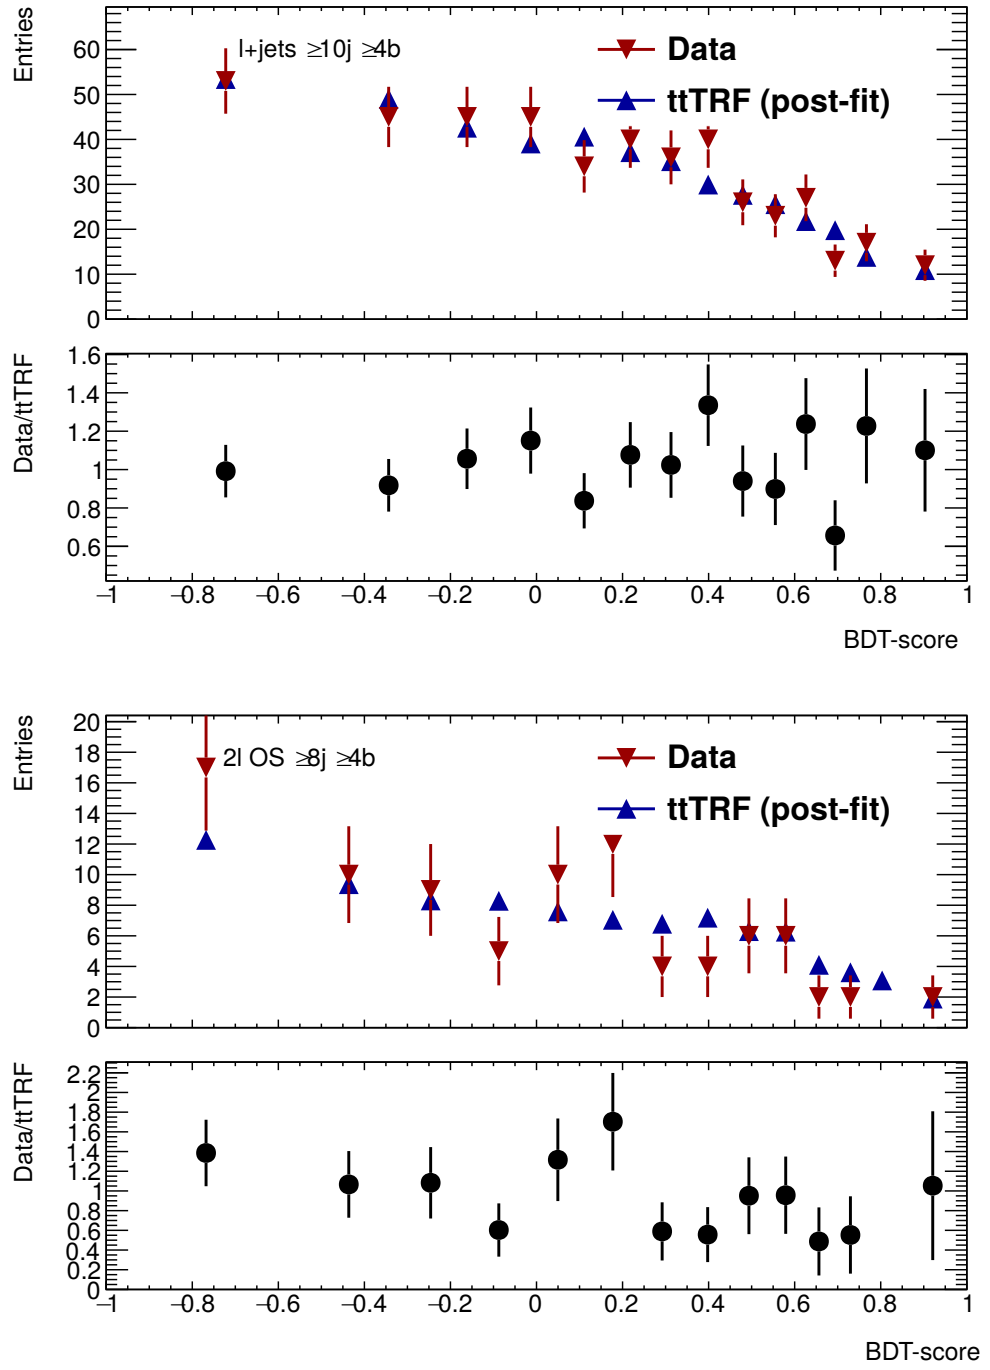 Entries
l+jets ≥10j ≥4b
Data
ttTRF (post-fit)
60
50
40
30
20
10
0
Data/ttTRF
1.6
1.4
1.2
1
0.8
0.6
−1 −0.8 −0.6 −0.4 −0.2 0 0.2 0.4 0.6 0.8 1
BDT-score
Entries
2l OS ≥8j ≥4b
Data
ttTRF (post-fit)
20
18
16
14
12
10
8
6
4
2
0
Data/ttTRF
2.2
2
1.8
1.6
1.4
1.2
1
0.8
0.6
0.4
0.2
0
−1 −0.8 −0.6 −0.4 −0.2 0 0.2 0.4 0.6 0.8 1
BDT-score